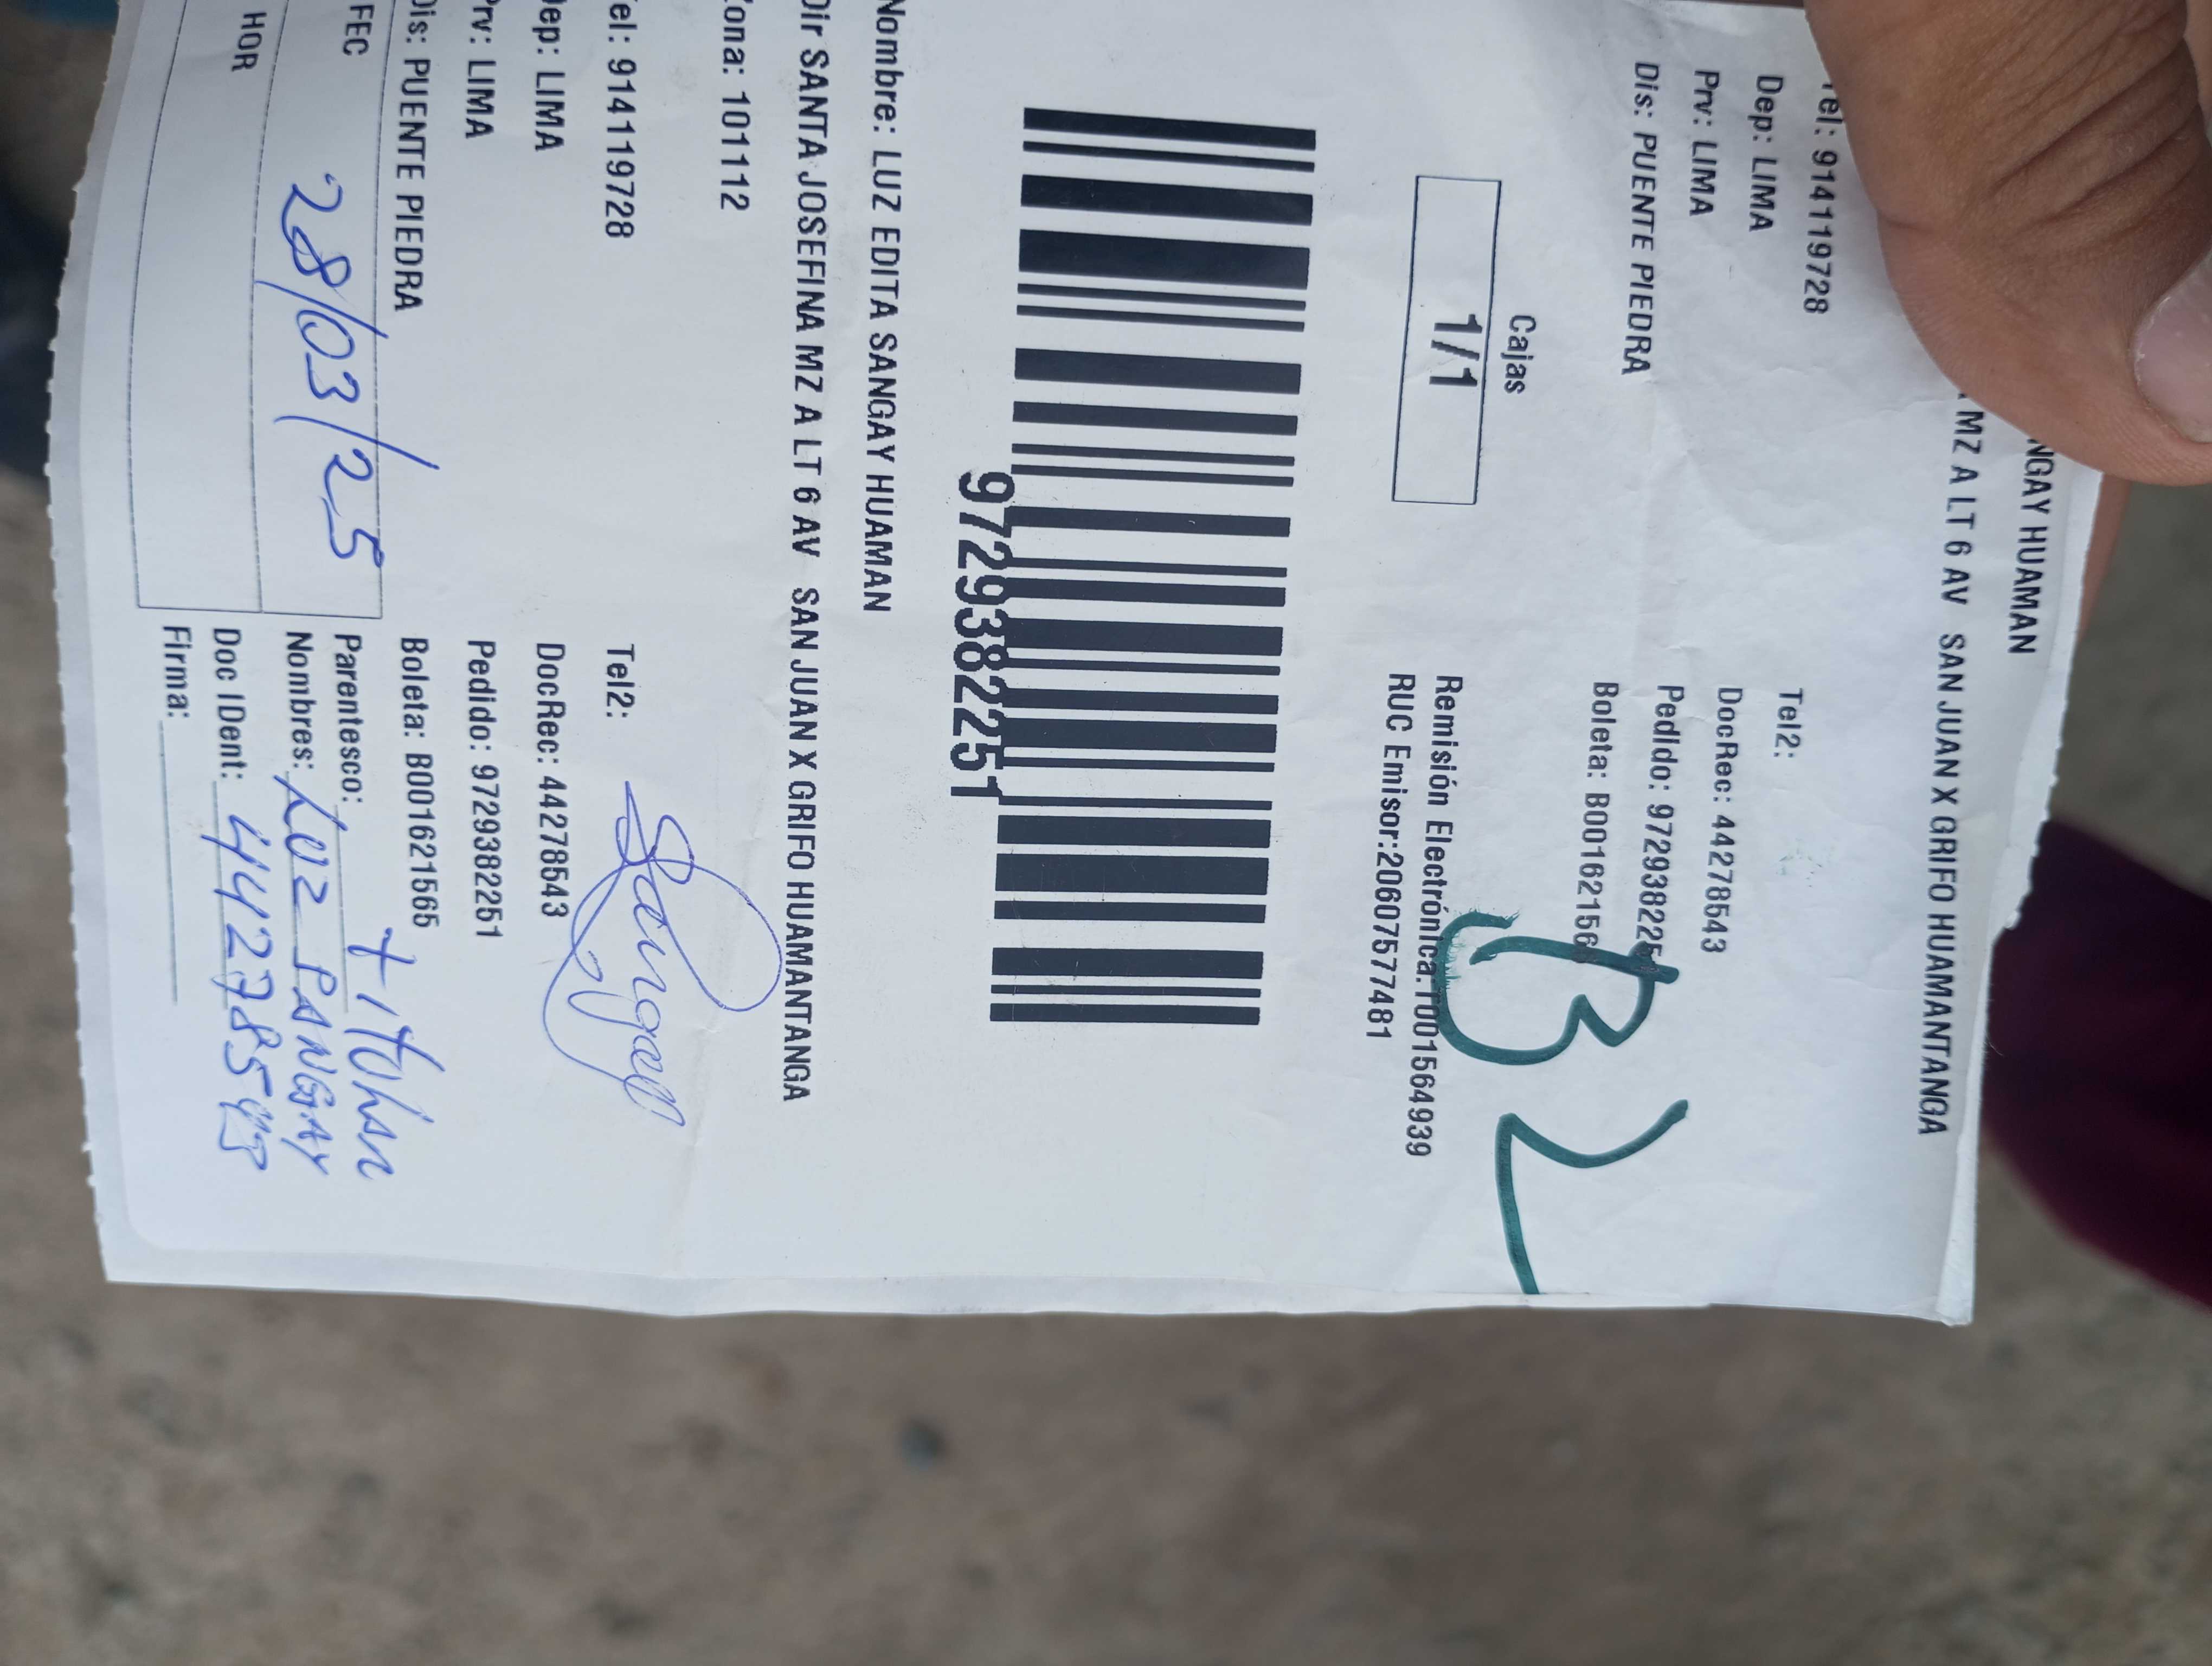 NGAY HUAMAN
MZ A LT 6 AV SAN JUAN X GRIFO HUAMANTANGA
Tel: 914119728 Tel2:
Dep: LIMA DocRec: 44278543
Prv: LIMA Pedido: 972938225
Dis: PUENTE PIEDRA Boleta: B00162156
B2
Cajas
1/1
Remisión Electrónica:T001564939
RUC Emisor:20607577481
972938225​1
Nombre: LUZ EDITA SANGAY HUAMAN
Dir SANTA JOSEFINA MZ A LT 6 AV SAN JUAN X GRIFO HUAMANTANGA
Zona: 101112
Tel: 914119728 Tel2:
Sangay
Dep: LIMA DocRec: 44278543
Prv: LIMA Pedido: 9729382251
Dis: PUENTE PIEDRA Boleta: B001621565
FEC 28/03/25
Parentesco:
Nombres: LUZ SANGAY
HOR
Doc IDent: 44278543
Firma: